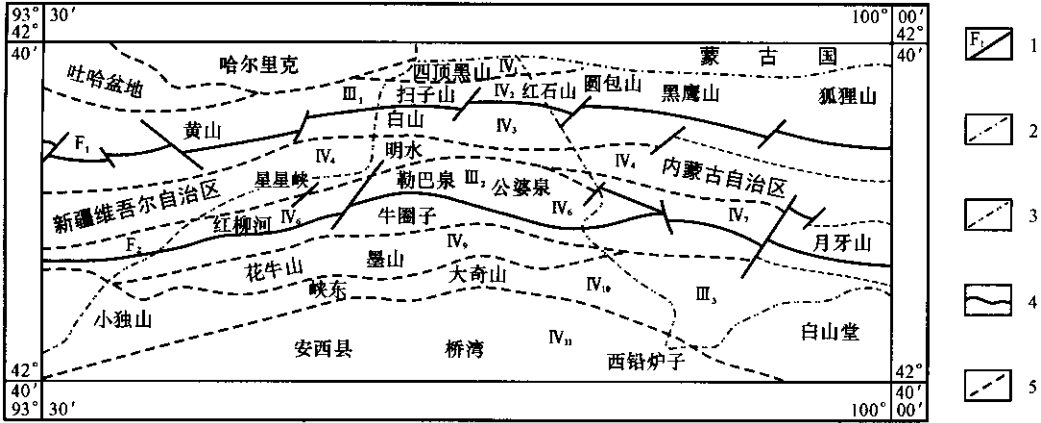 93° 30′ 100° 00′
42° 42°
40′ 40′
蒙古国
哈尔里克 四顶黑山 Ⅳ₁ 圆包山
吐哈盆地 Ⅲ₁ 扫子山 Ⅳ₂ 红石山 黑鹰山 狐狸山
黄山 白山 Ⅳ₃
F₁
Ⅳ₄ 明水 Ⅳ₄ 内蒙古自治区
新疆维吾尔自治区 星星峡 勒巴泉 Ⅲ₂ 公婆泉
红柳河 Ⅳ₆ 牛圈子 Ⅳ₆ Ⅳ₇
F₂ Ⅳ₉ 月牙山
花牛山 墨山 大奇山
峡东 Ⅳ₁₀ Ⅲ₃
小独山 白山堂
安西县 桥湾 Ⅳ₁₁ 西铅炉子
42° 42°
40′ 40′
93° 30′ 100° 00′
F₁ 1
2
3
4
5